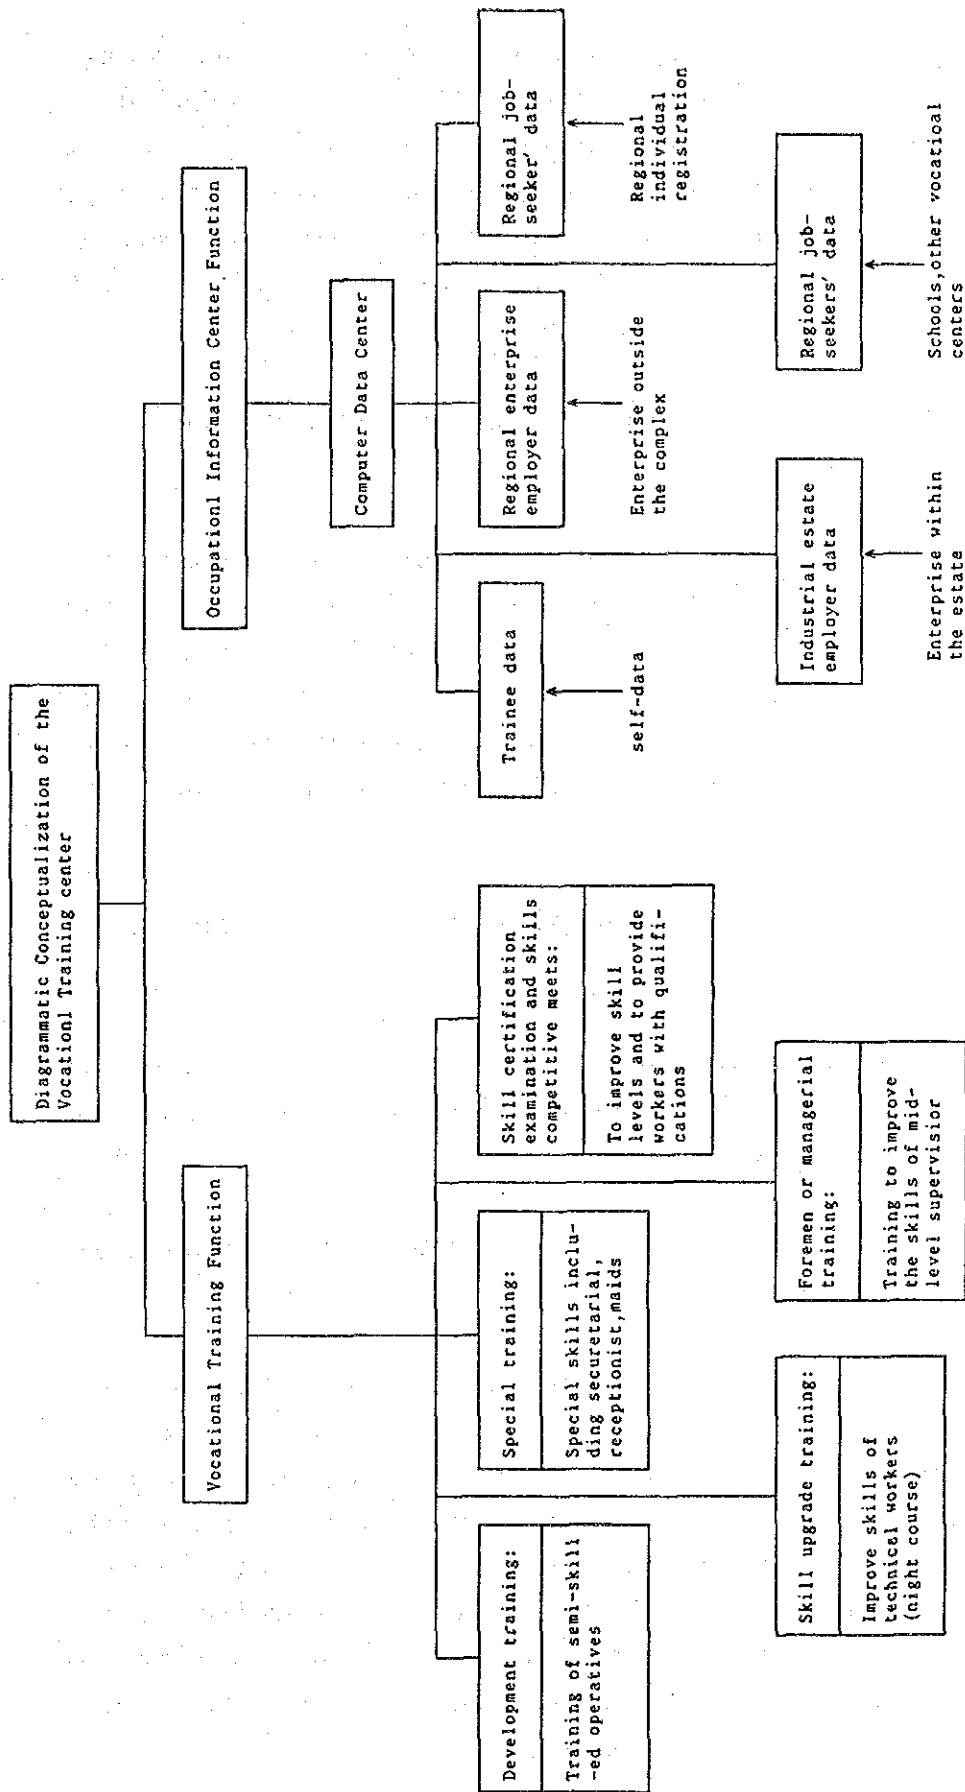 Diagrammatic Conceptualization of the
Vocationl Training center
Vocational Training Function
Occupationl Information Center Function
Computer Data Center
Development training:
Training of semi-skill
-ed operatives
Special training:
Special skills inclu-
ding securetarial,
receptionist,maids
Skill certification
examination and skills
competitive meets:
To improve skill
levels and to provide
workers with qualifi-
cations
Skill upgrade training:
Improve skills of
technical workers
(night course)
Foremen or managerial
training:
Training to improve
the skills of mid-
level supervisior
Trainee data
self-data
Regional enterprise
employer data
Enterprise outside
the complex
Regional job-
seeker' data
Regional
individual
registration
Industrial estate
employer data
Enterprise within
the estate
Regional job-
seekers' data
Schools,other vocatioal
centers